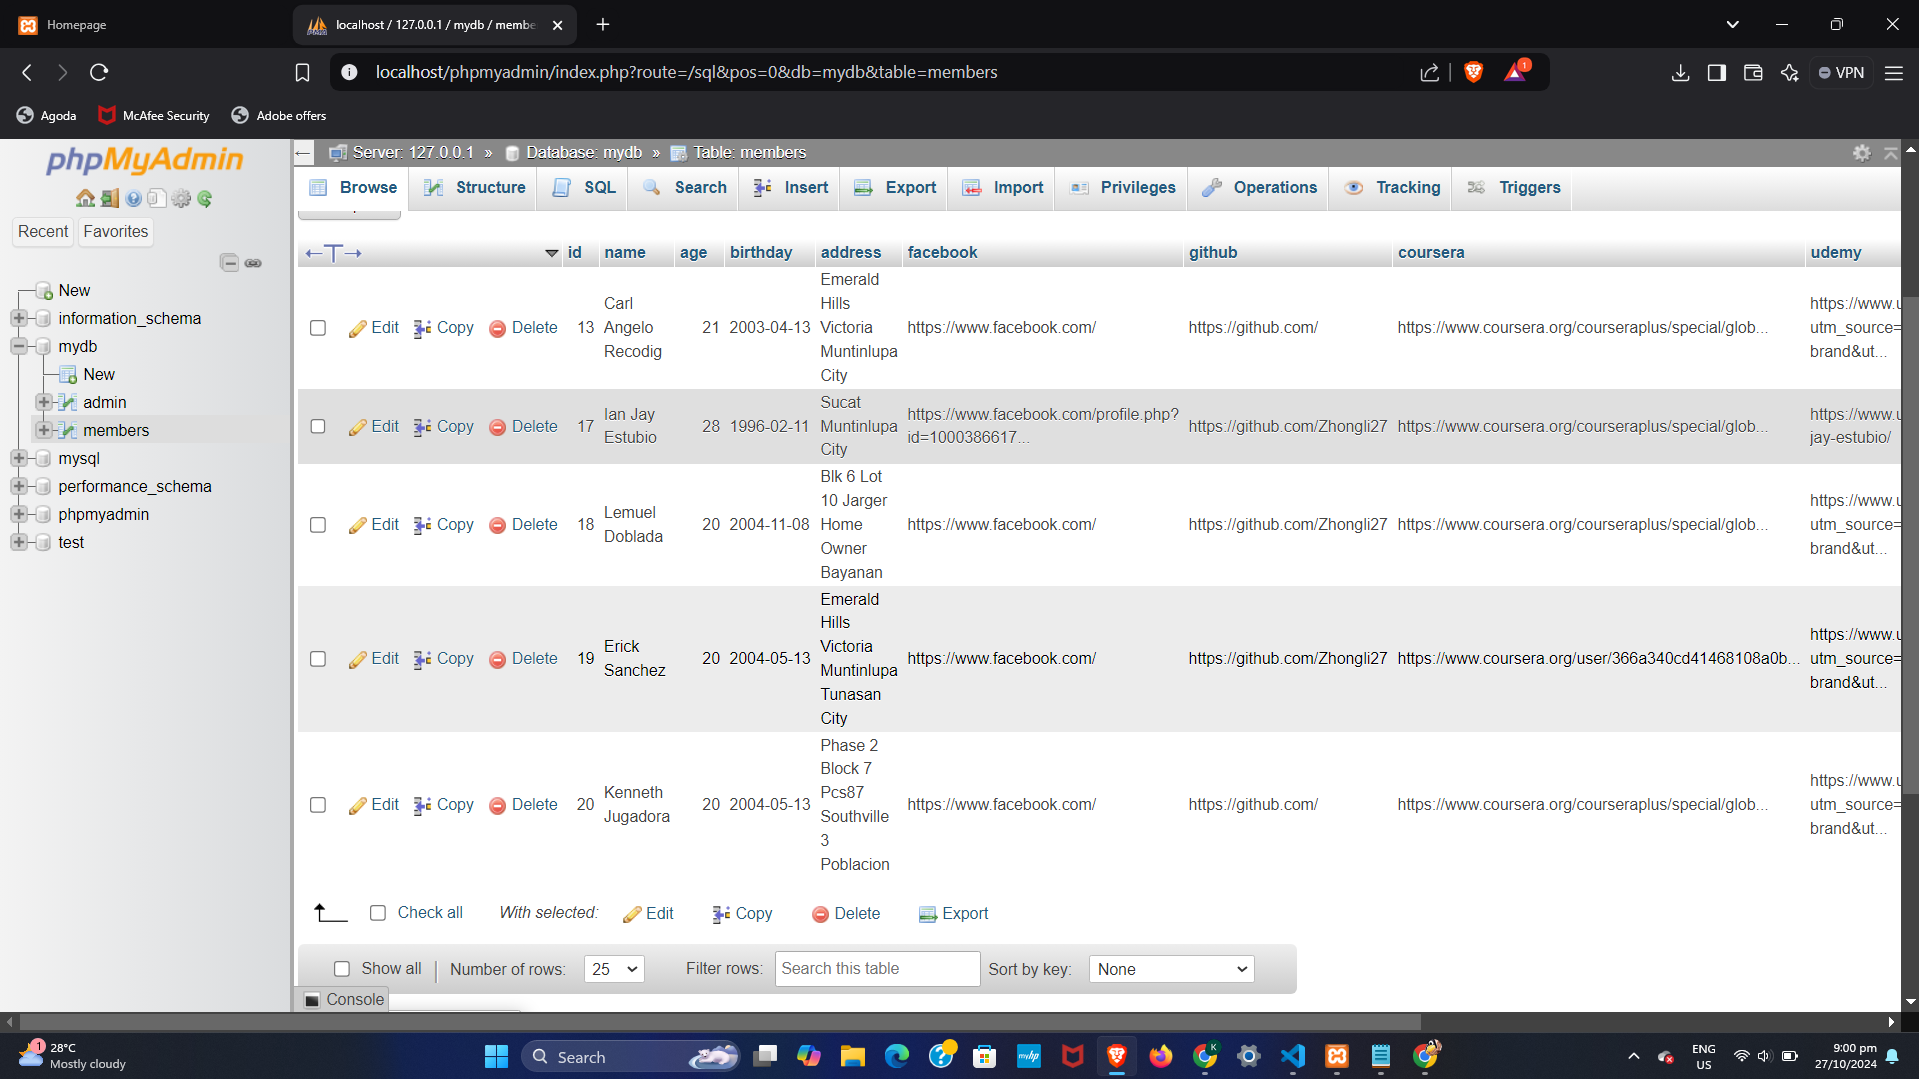 Homepage
localhost / 127.0.0.1 / mydb / membe
localhost/phpmyadmin/index.php?route=/sql&pos=0&db=mydb&table=members
1
VPN
Agoda
McAfee Security
Adobe offers
phpMyAdmin
Recent
Favorites
New
information_schema
mydb
New
admin
members
mysql
performance_schema
phpmyadmin
test
Server: 127.0.0.1 » Database: mydb » Table: members
Browse Structure SQL Search Insert Export Import Privileges Operations Tracking Triggers
←T→ id name age birthday address facebook github coursera udemy
Edit Copy Delete 13
Carl
Angelo
Recodig
21 2003-04-13
Emerald
Hills
Victoria
Muntinlupa
City
https://www.facebook.com/
https://github.com/
https://www.coursera.org/courseraplus/special/glob...
https://www.u
utm_source=
brand&ut...
Edit Copy Delete 17
Ian Jay
Estubio
28 1996-02-11
Sucat
Muntinlupa
City
https://www.facebook.com/profile.php?
id=1000386617...
https://github.com/Zhongli27
https://www.coursera.org/courseraplus/special/glob...
https://www.u
jay-estubio/
Edit Copy Delete 18
Lemuel
Doblada
20 2004-11-08
Blk 6 Lot
10 Jarger
Home
Owner
Bayanan
https://www.facebook.com/
https://github.com/Zhongli27
https://www.coursera.org/courseraplus/special/glob...
https://www.u
utm_source=
brand&ut...
Edit Copy Delete 19
Erick
Sanchez
20 2004-05-13
Emerald
Hills
Victoria
Muntinlupa
Tunasan
City
https://www.facebook.com/
https://github.com/Zhongli27
https://www.coursera.org/user/366a340cd41468108a0b...
https://www.u
utm_source=
brand&ut...
Edit Copy Delete 20
Kenneth
Jugadora
20 2004-05-13
Phase 2
Block 7
Pcs87
Southville
3
Poblacion
https://www.facebook.com/
https://github.com/
https://www.coursera.org/courseraplus/special/glob...
https://www.u
utm_source=
brand&ut...
Check all With selected: Edit Copy Delete Export
Show all Number of rows: 25 Filter rows: Search this table Sort by key: None
Console
1
28°C
Mostly cloudy
Search
myhp
K
ENG
US
9:00 pm
27/10/2024